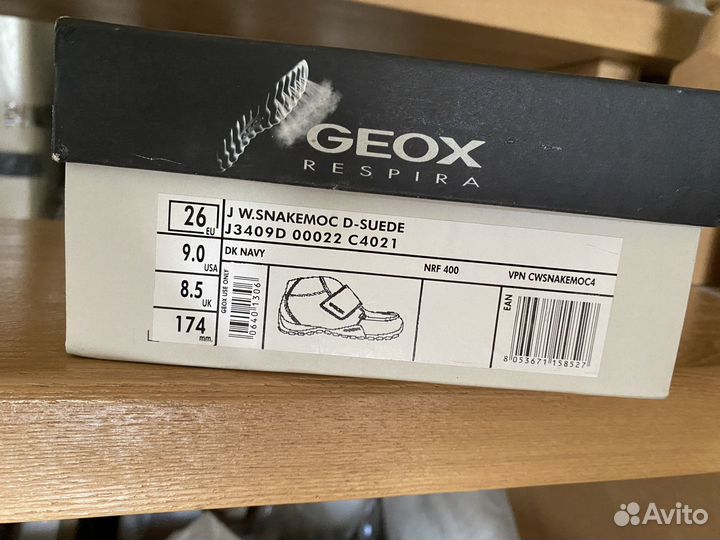 GEOX
RESPIRA
26 EU
9.0 USA
8.5 UK
174 mm.
J W.SNAKEMOC D-SUEDE
J3409D 00022 C4021
DK NAVY
NRF 400
VPN CWSNAKEMOC4
GEOX USE ONLY
06401306
EAN
8 053671 158527
Avito